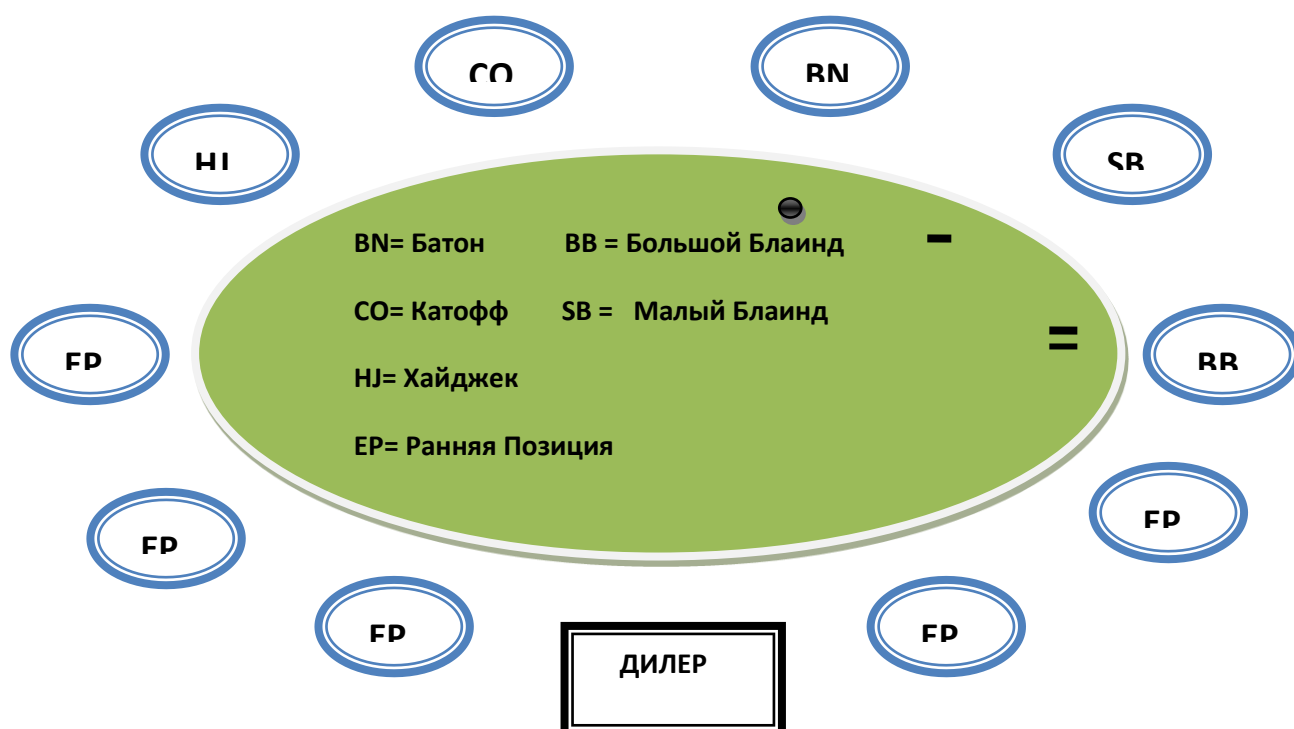 CO
BN
HJ
SB
BN= Батон BB = Большой Блаинд
CO= Катофф SB = Малый Блаинд
EP
BB
HJ= Хайджек
EP= Ранняя Позиция
EP
EP
EP
EP
ДИЛЕР